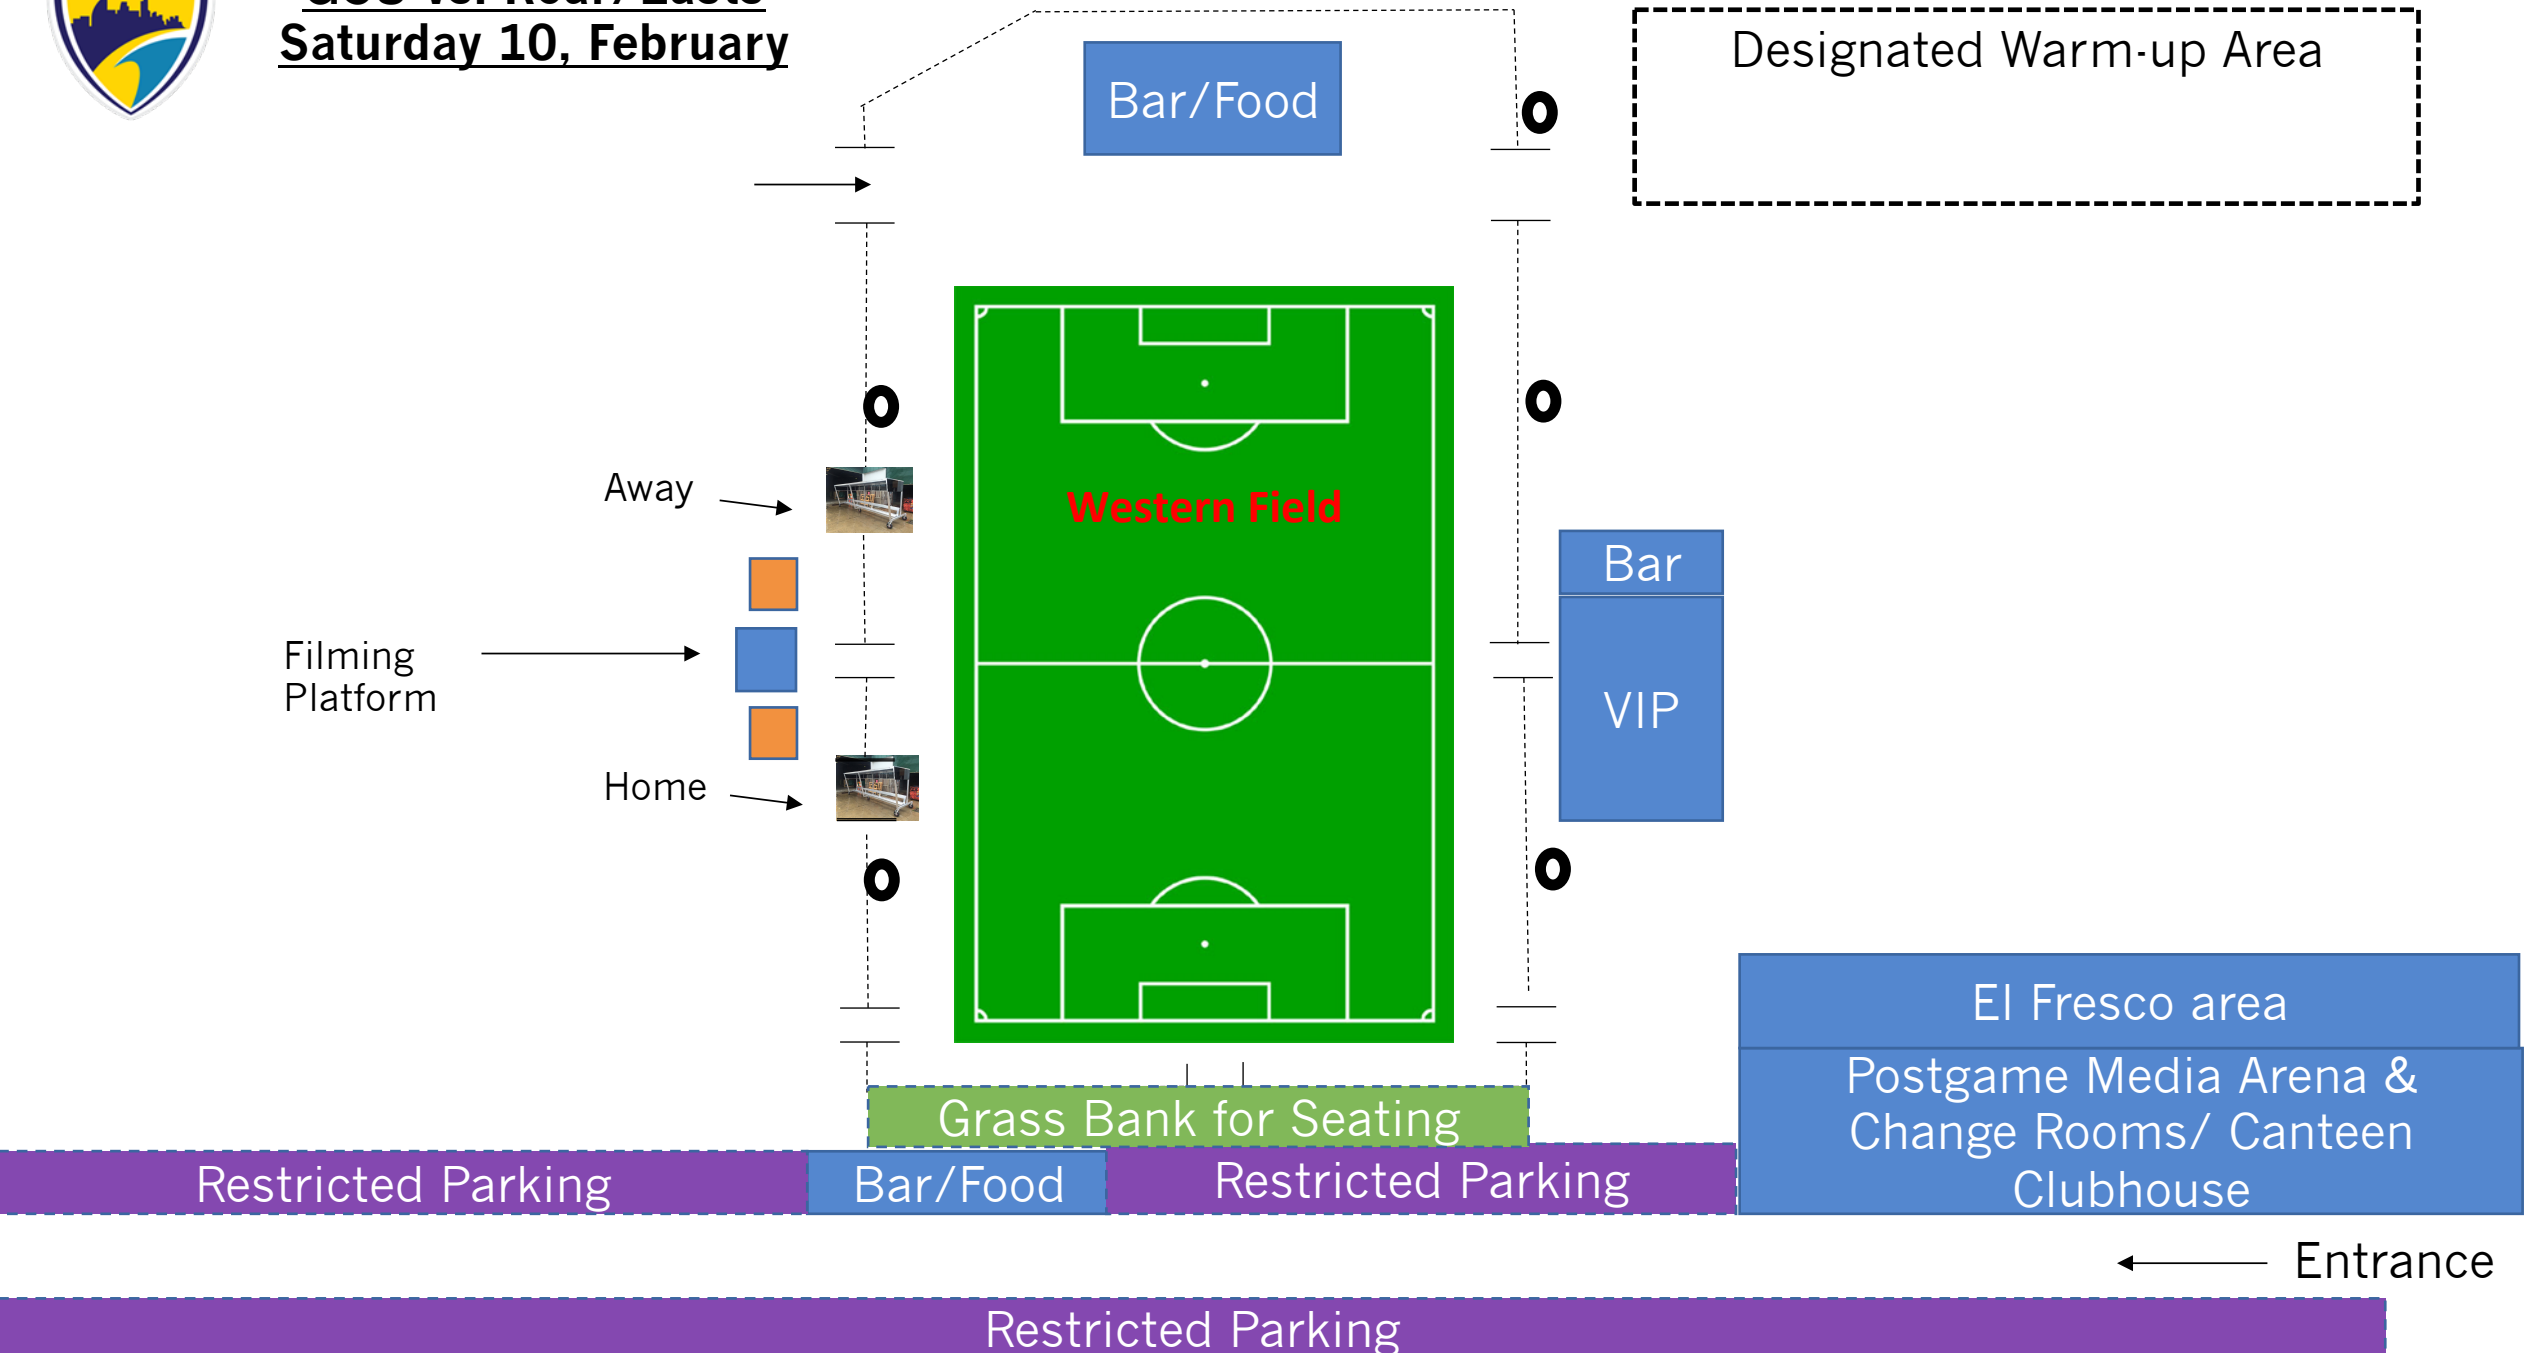 Saturday 10, February
Bar/Food
Designated Warm-up Area
Away
Western Field
Bar
Filming
Platform
VIP
Home
El Fresco area
Postgame Media Arena &
Change Rooms/ Canteen
Clubhouse
Grass Bank for Seating
Restricted Parking
Bar/Food
Restricted Parking
Entrance
Restricted Parking